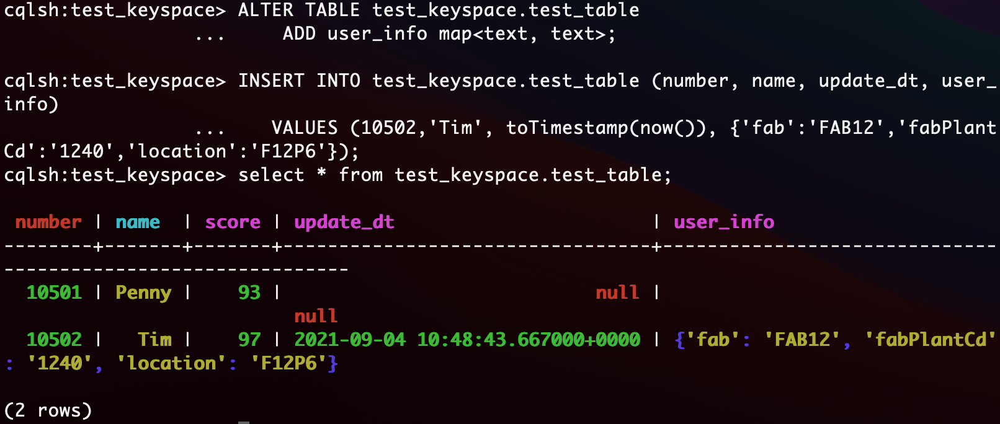 cqlsh:test_keyspace> ALTER TABLE test_keyspace.test_table
... ADD user_info map<text, text>;
cqlsh:test_keyspace> INSERT INTO test_keyspace.test_table (number, name, update_dt, user_
info)
... VALUES (10502,'Tim', toTimestamp(now()), {'fab':'FAB12','fabPlant
Cd':'1240','location':'F12P6'});
cqlsh:test_keyspace> select * from test_keyspace.test_table;
number | name | score | update_dt | user_info
--------+-------+-------+---------------------------------+------------------------------
-------------------------------
10501 | Penny | 93 | null |
null
10502 | Tim | 97 | 2021-09-04 10:48:43.667000+0000 | {'fab': 'FAB12', 'fabPlantCd'
: '1240', 'location': 'F12P6'}
(2 rows)